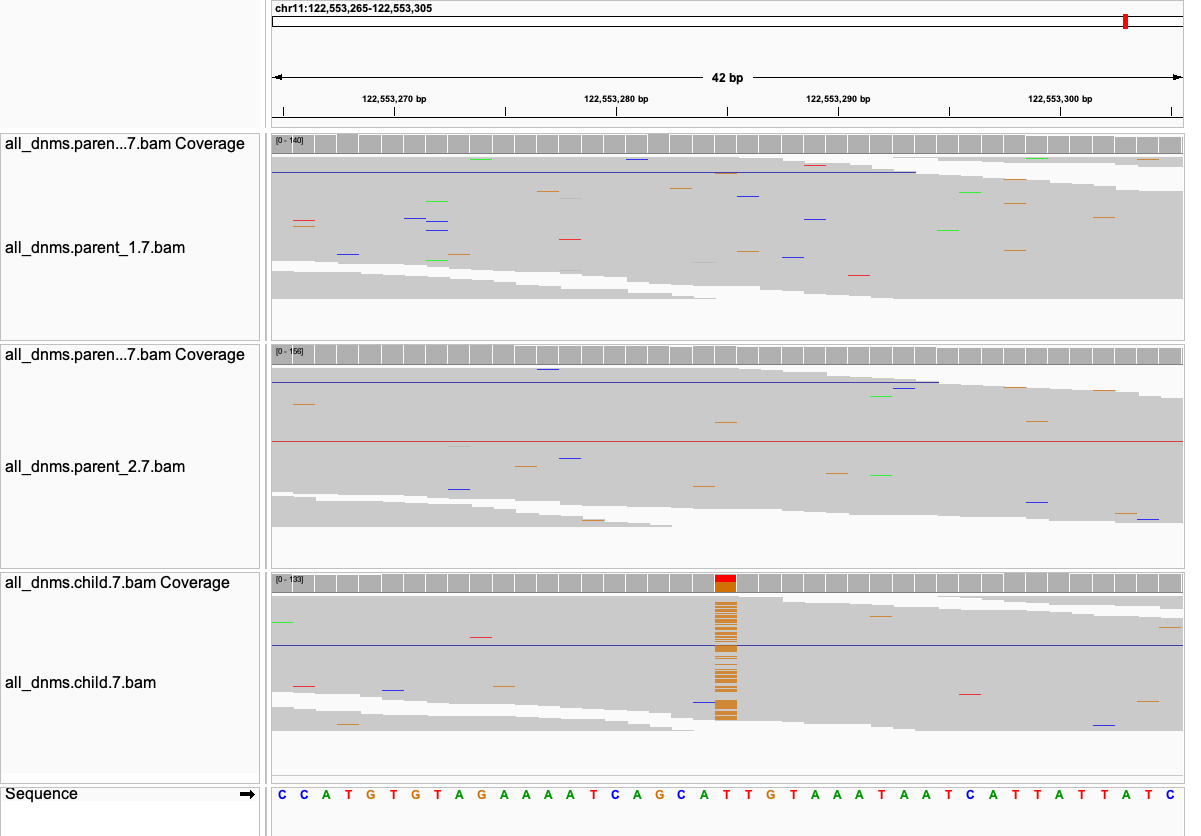 chr11:122,553,265-122,553,305
42 bp
122,553,270 bp 122,553,280 bp 122,553,290 bp 122,553,300 bp
all_dnms.paren...7.bam Coverage
[0 - 140]
all_dnms.parent_1.7.bam
all_dnms.paren...7.bam Coverage
[0 - 156]
all_dnms.parent_2.7.bam
all_dnms.child.7.bam Coverage
[0 - 133]
all_dnms.child.7.bam
Sequence C C A T G T G T A G A A A A T C A G C A T T G T A A A T A A T C A T T A T T A T C